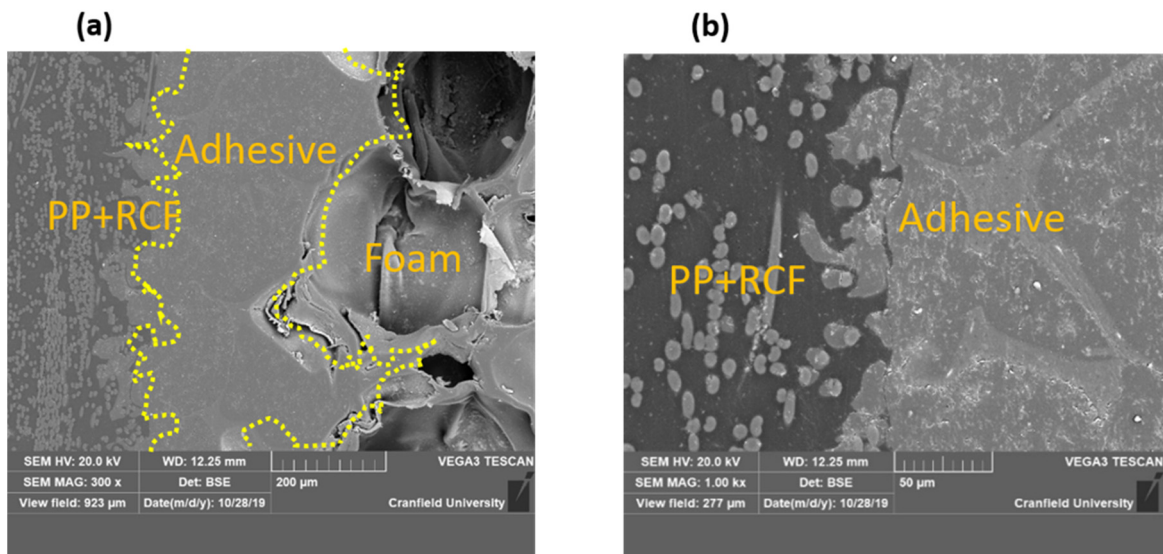 (a)
Adhesive
PP+RCF
Foam
SEM HV: 20.0 kV WD: 12.25 mm VEGA3 TESCAN
SEM MAG: 300 x Det: BSE 200 µm
View field: 923 µm Date(m/d/y): 10/28/19 Cranfield University
(b)
Adhesive
PP+RCF
SEM HV: 20.0 kV WD: 12.25 mm VEGA3 TESCAN
SEM MAG: 1.00 kx Det: BSE 50 µm
View field: 277 µm Date(m/d/y): 10/28/19 Cranfield University